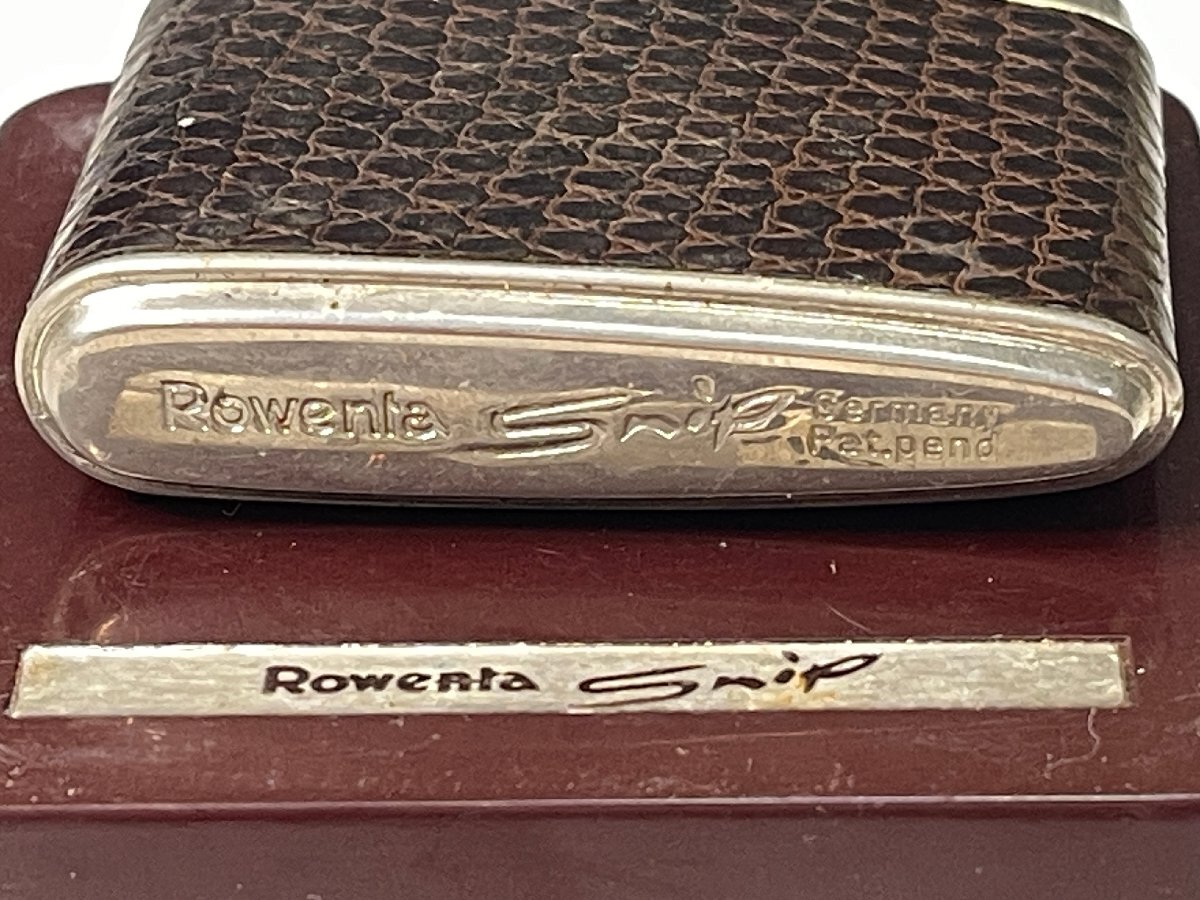 Rowenta Snip Germany
Pat.pend
Rowenta Snip